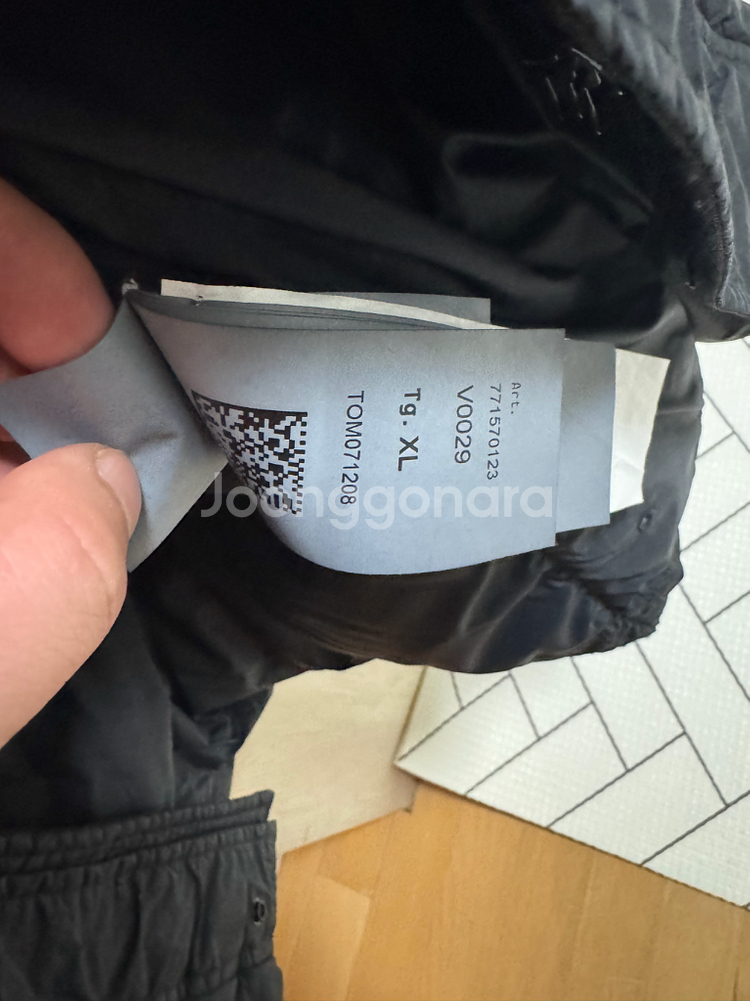 Art.
771570123
V0029
Tg. XL
TOM071208
Joonggonara